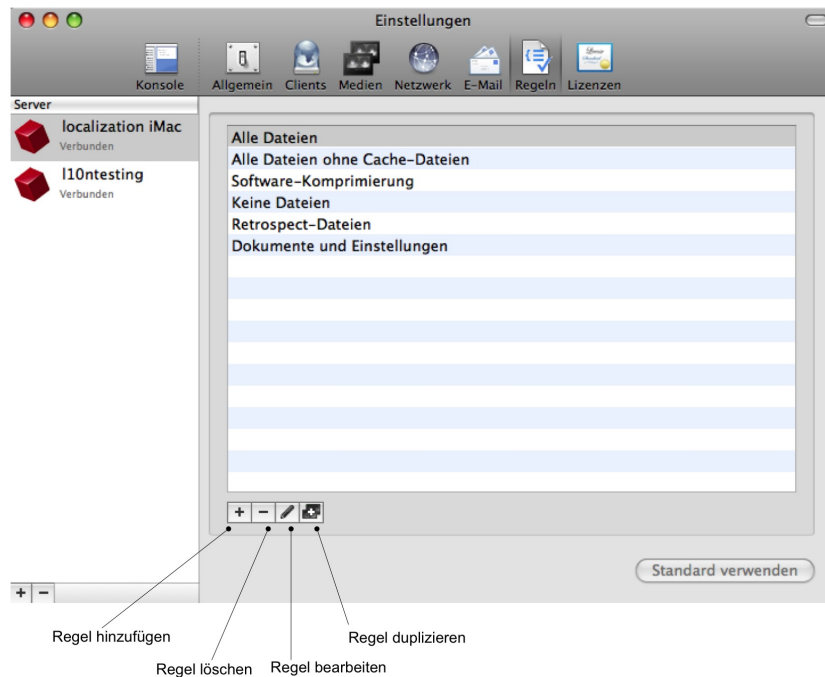 Einstellungen
Konsole Allgemein Clients Medien Netzwerk E-Mail Regeln Lizenzen
Server
localization iMac
Verbunden
l10ntesting
Verbunden
Alle Dateien
Alle Dateien ohne Cache-Dateien
Software-Komprimierung
Keine Dateien
Retrospect-Dateien
Dokumente und Einstellungen
Standard verwenden
Regel hinzufügen
Regel duplizieren
Regel löschen
Regel bearbeiten